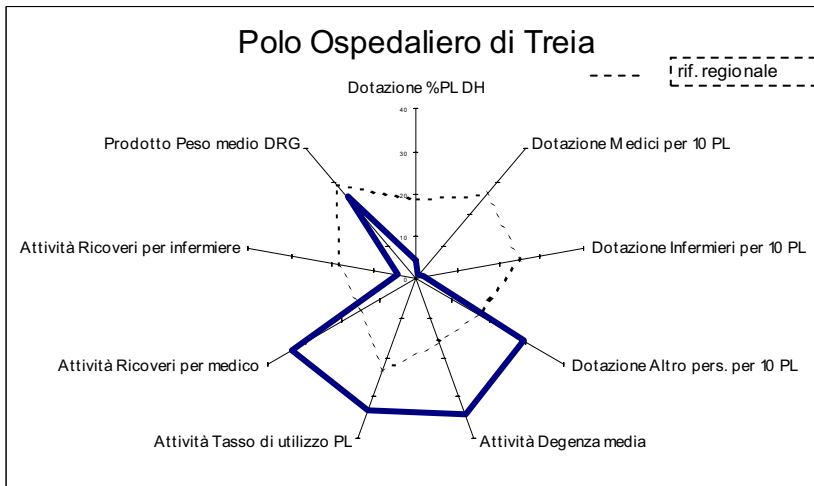 Polo Ospedaliero di Treia
rif. regionale
Dotazione %PL DH
40
30
20
10
0
Prodotto Peso medio DRG
Dotazione Medici per 10 PL
Attività Ricoveri per infermiere
Dotazione Infermieri per 10 PL
Attività Ricoveri per medico
Dotazione Altro pers. per 10 PL
Attività Tasso di utilizzo PL
Attività Degenza media